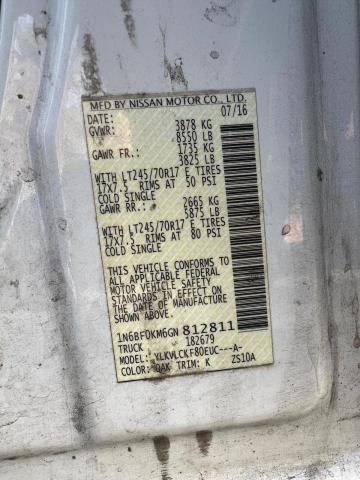 MFD BY NISSAN MOTOR CO., LTD.
DATE: 07/16
GVWR: 3878 KG
8550 LB
GAWR FR.: 1735 KG
3825 LB
WITH LT245/70R17 E TIRES
17X7.5 RIMS AT 50 PSI
COLD SINGLE
GAWR RR.: 2665 KG
5875 LB
WITH LT245/70R17 E TIRES
17X7.5 RIMS AT 80 PSI
COLD SINGLE
THIS VEHICLE CONFORMS TO
ALL APPLICABLE FEDERAL
MOTOR VEHICLE SAFETY
STANDARDS IN EFFECT ON
THE DATE OF MANUFACTURE
SHOWN ABOVE.
1N6BF0KM6GN812811
TRUCK 182679
MODEL: YLKVLCKF80EUC---A-
COLOR: QAK TRIM: K ZS10A